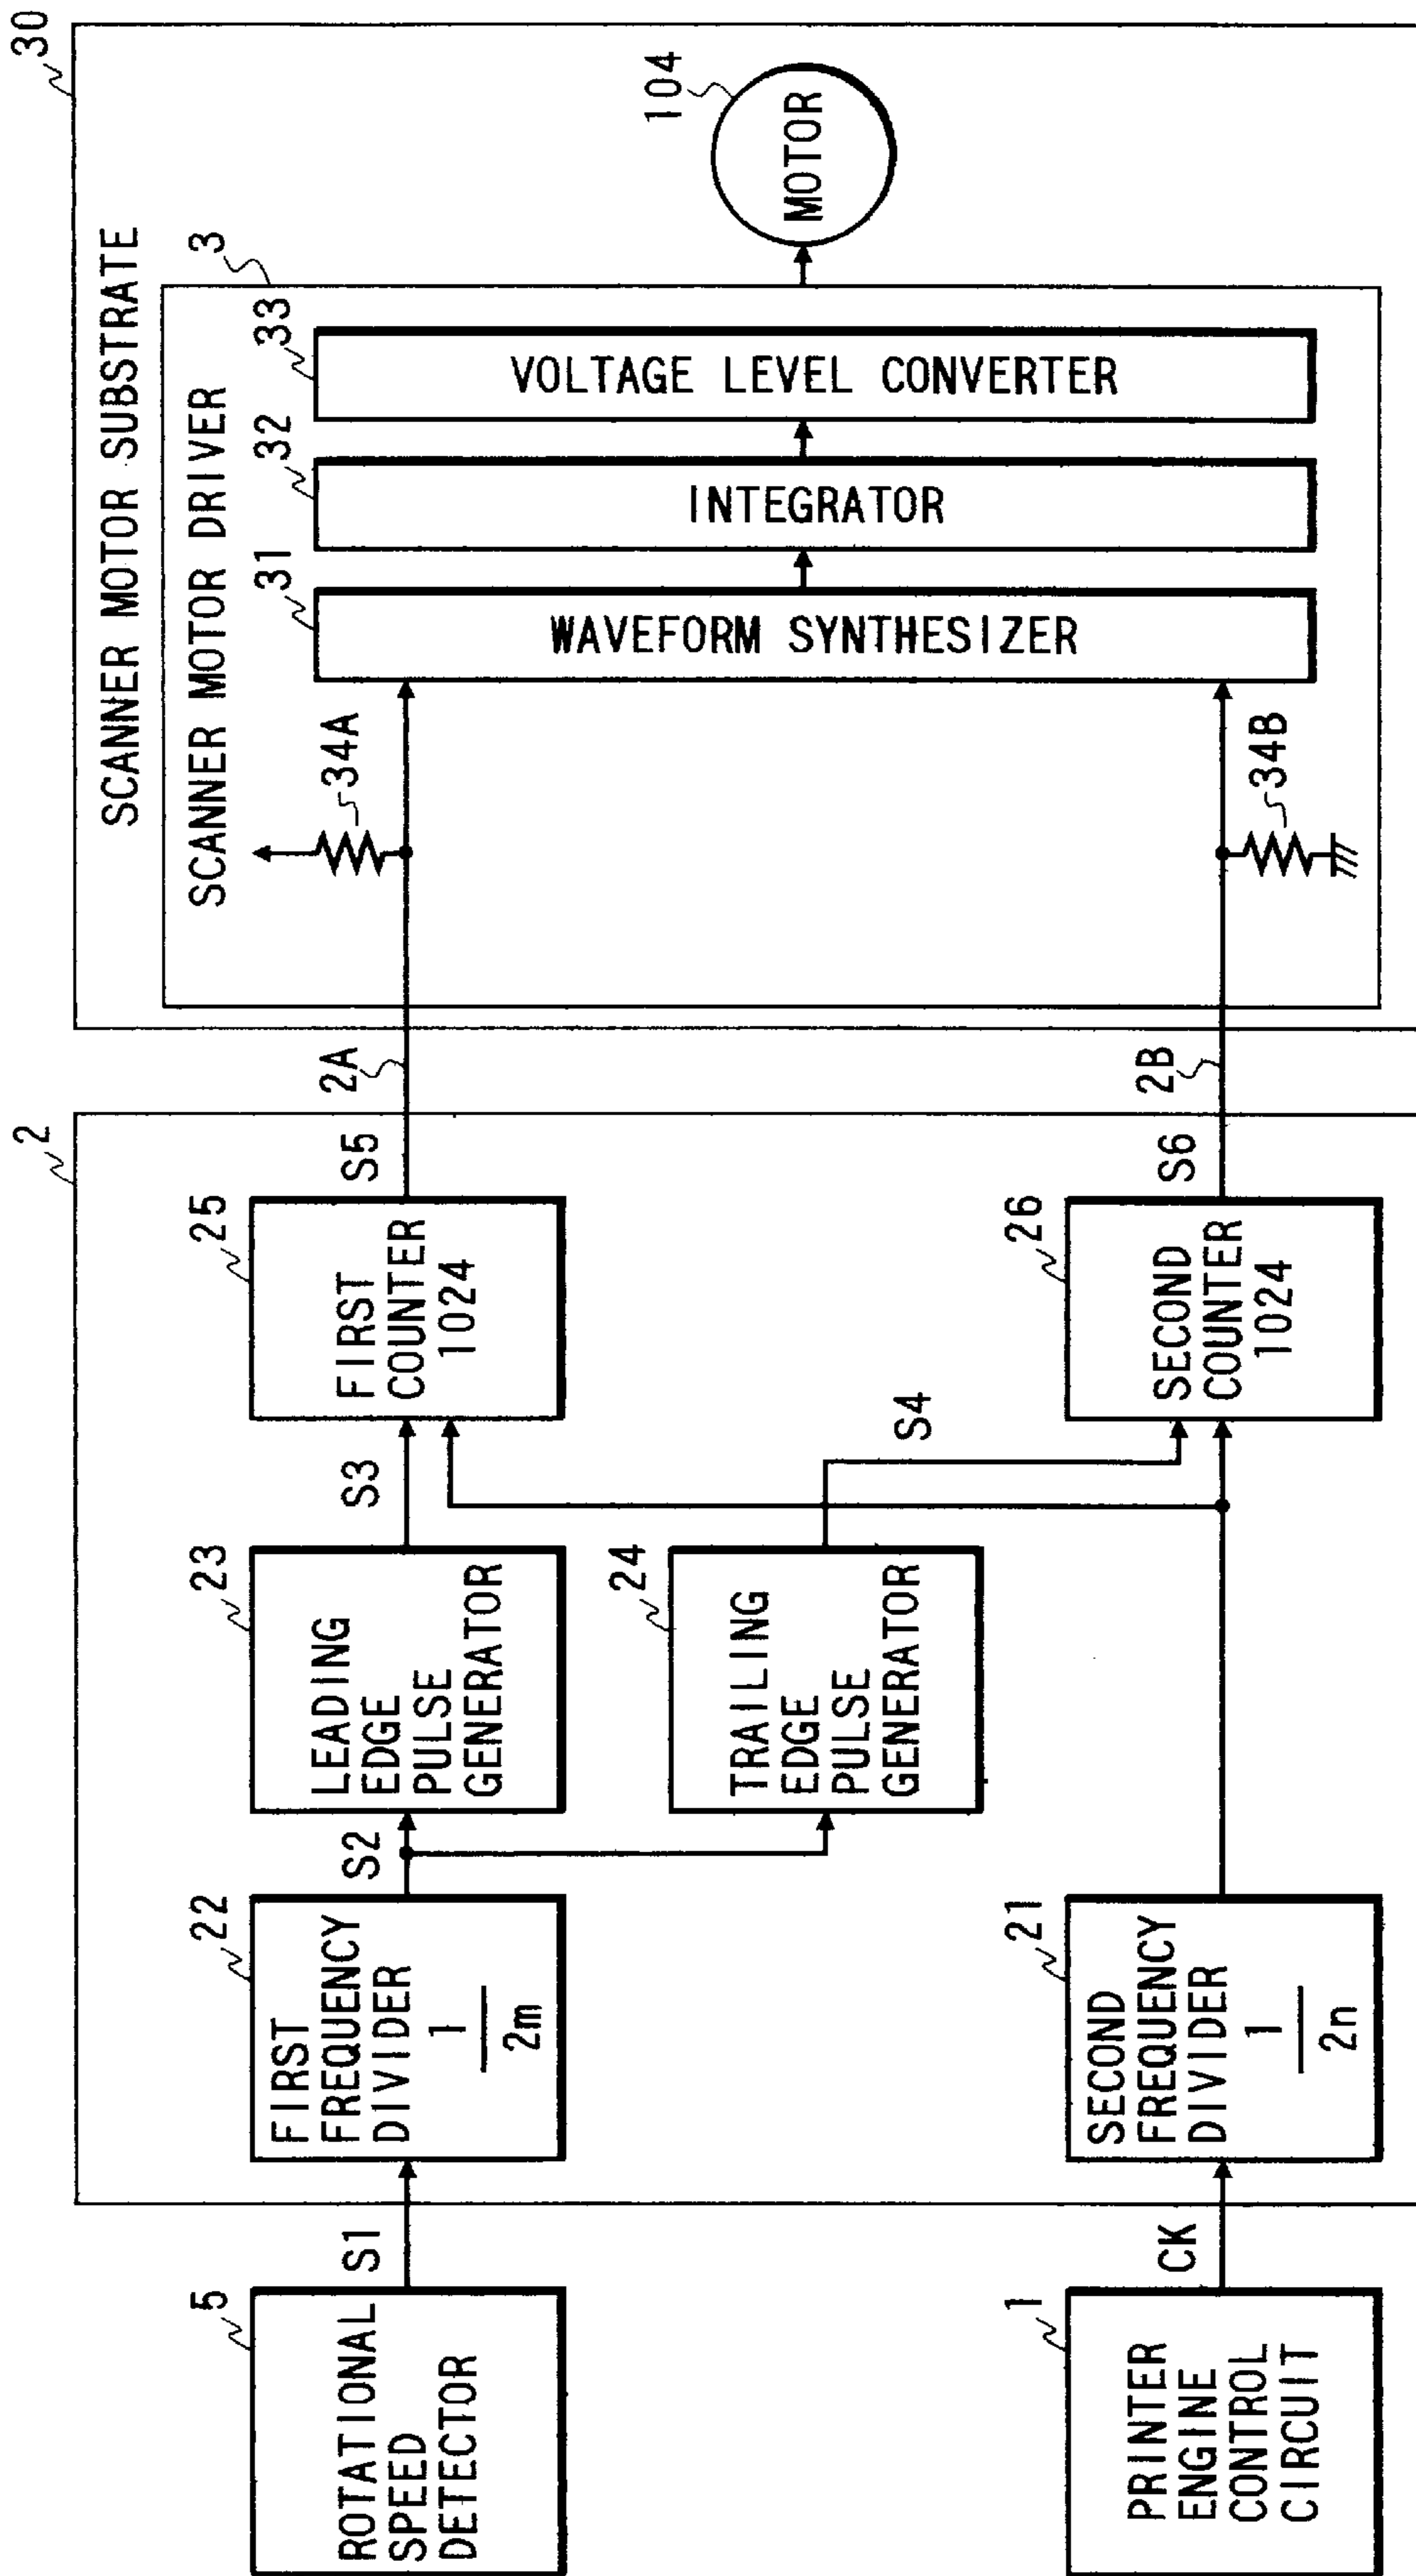 30
SCANNER MOTOR SUBSTRATE
3
SCANNER MOTOR DRIVER
104
MOTOR
33
VOLTAGE LEVEL CONVERTER
32
INTEGRATOR
31
WAVEFORM SYNTHESIZER
34A
34B
2A
2B
2
S5
S6
25
FIRST
COUNTER
1024
26
SECOND
COUNTER
1024
S3
S4
23
LEADING
EDGE
PULSE
GENERATOR
24
TRAILING
EDGE
PULSE
GENERATOR
S2
22
FIRST
FREQUENCY
DIVIDER
1
2m
21
SECOND
FREQUENCY
DIVIDER
1
2n
S1
CK
5
ROTATIONAL
SPEED
DETECTOR
1
PRINTER
ENGINE
CONTROL
CIRCUIT